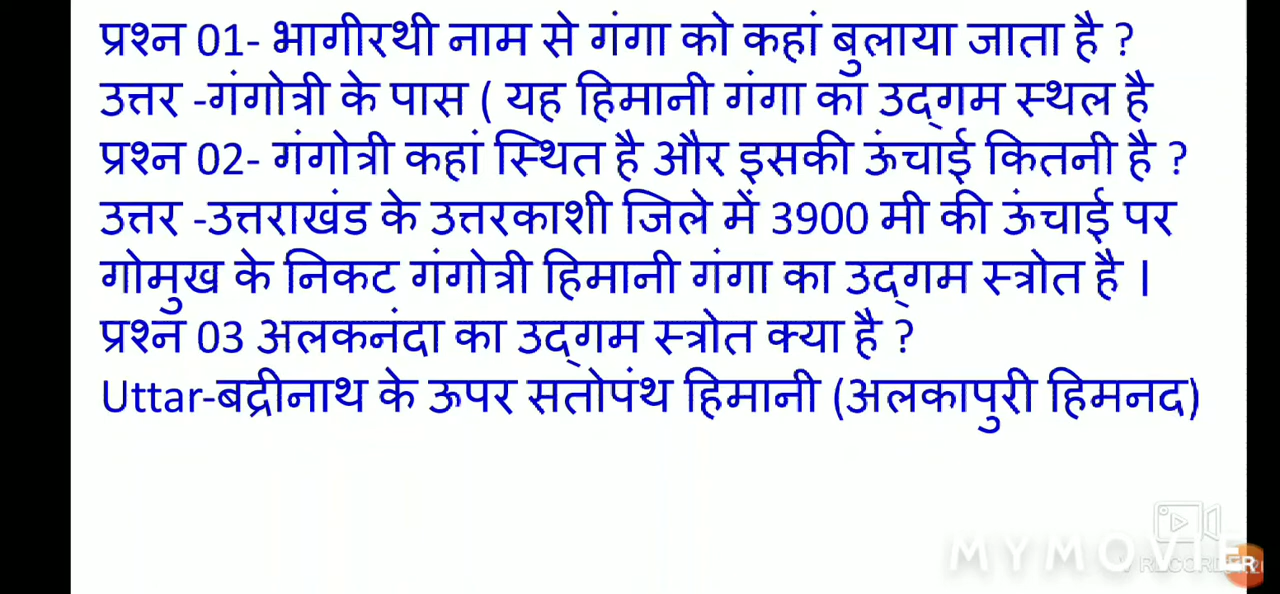 प्रश्न 01- भागीरथी नाम से गंगा को कहां बुलाया जाता है ?
उत्तर -गंगोत्री के पास ( यह हिमानी गंगा का उद्गम स्थल है
प्रश्न 02- गंगोत्री कहां स्थित है और इसकी ऊंचाई कितनी है ?
उत्तर -उत्तराखंड के उत्तरकाशी जिले में 3900 मी की ऊंचाई पर
गोमुख के निकट गंगोत्री हिमानी गंगा का उद्गम स्त्रोत है ।
प्रश्न 03 अलकनंदा का उद्गम स्त्रोत क्या है ?
Uttar-बद्रीनाथ के ऊपर सतोपंथ हिमानी (अलकापुरी हिमनद)
MYMOVIE